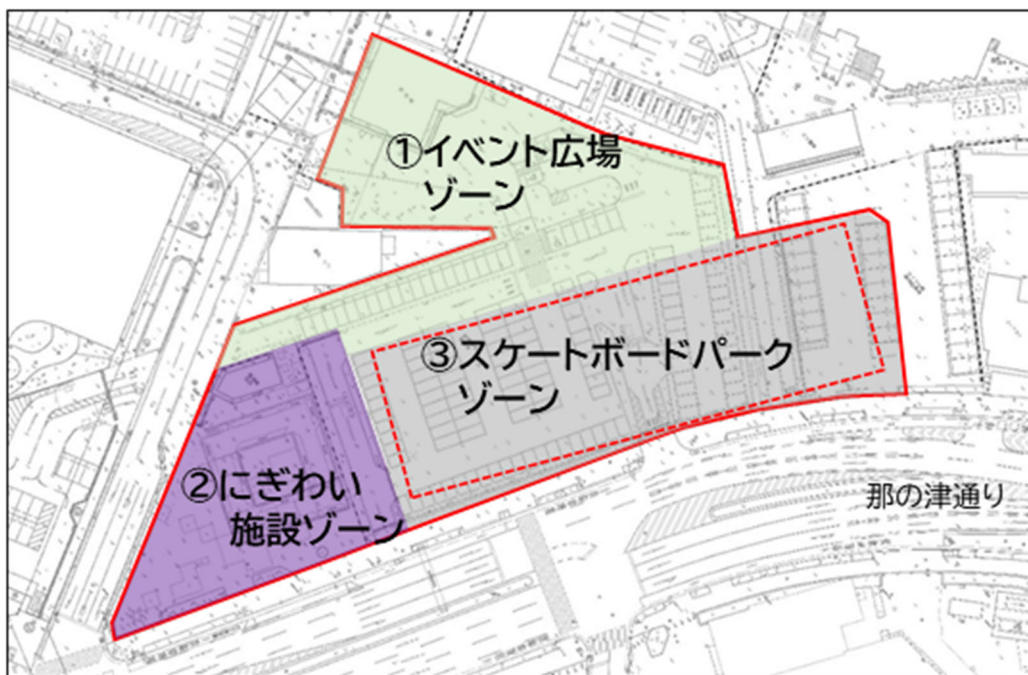 ①イベント広場
ゾーン
③スケートボードパーク
ゾーン
②にぎわい
施設ゾーン
那の津通り